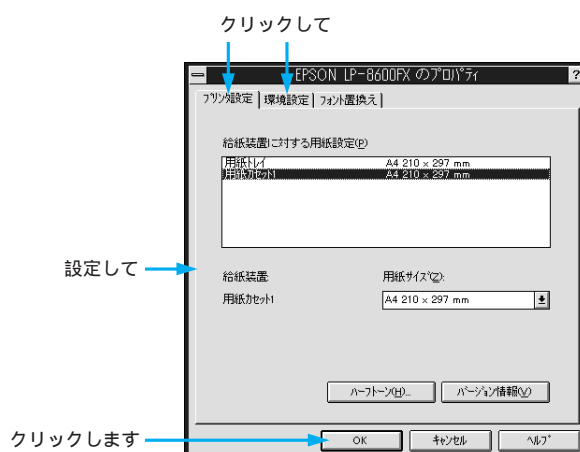 クリックして
EPSON LP-8600FX のプロパティ ?
プリンタ設定 環境設定 フォント置換え
給紙装置に対する用紙設定(P)
用紙トレイ A4 210 x 297 mm
用紙カセット1 A4 210 x 297 mm
設定して
給紙装置: 用紙サイズ(Z):
用紙カセット1 A4 210 x 297 mm
ハーフトーン(H)... バージョン情報(V)
クリックします
OK キャンセル ヘルプ